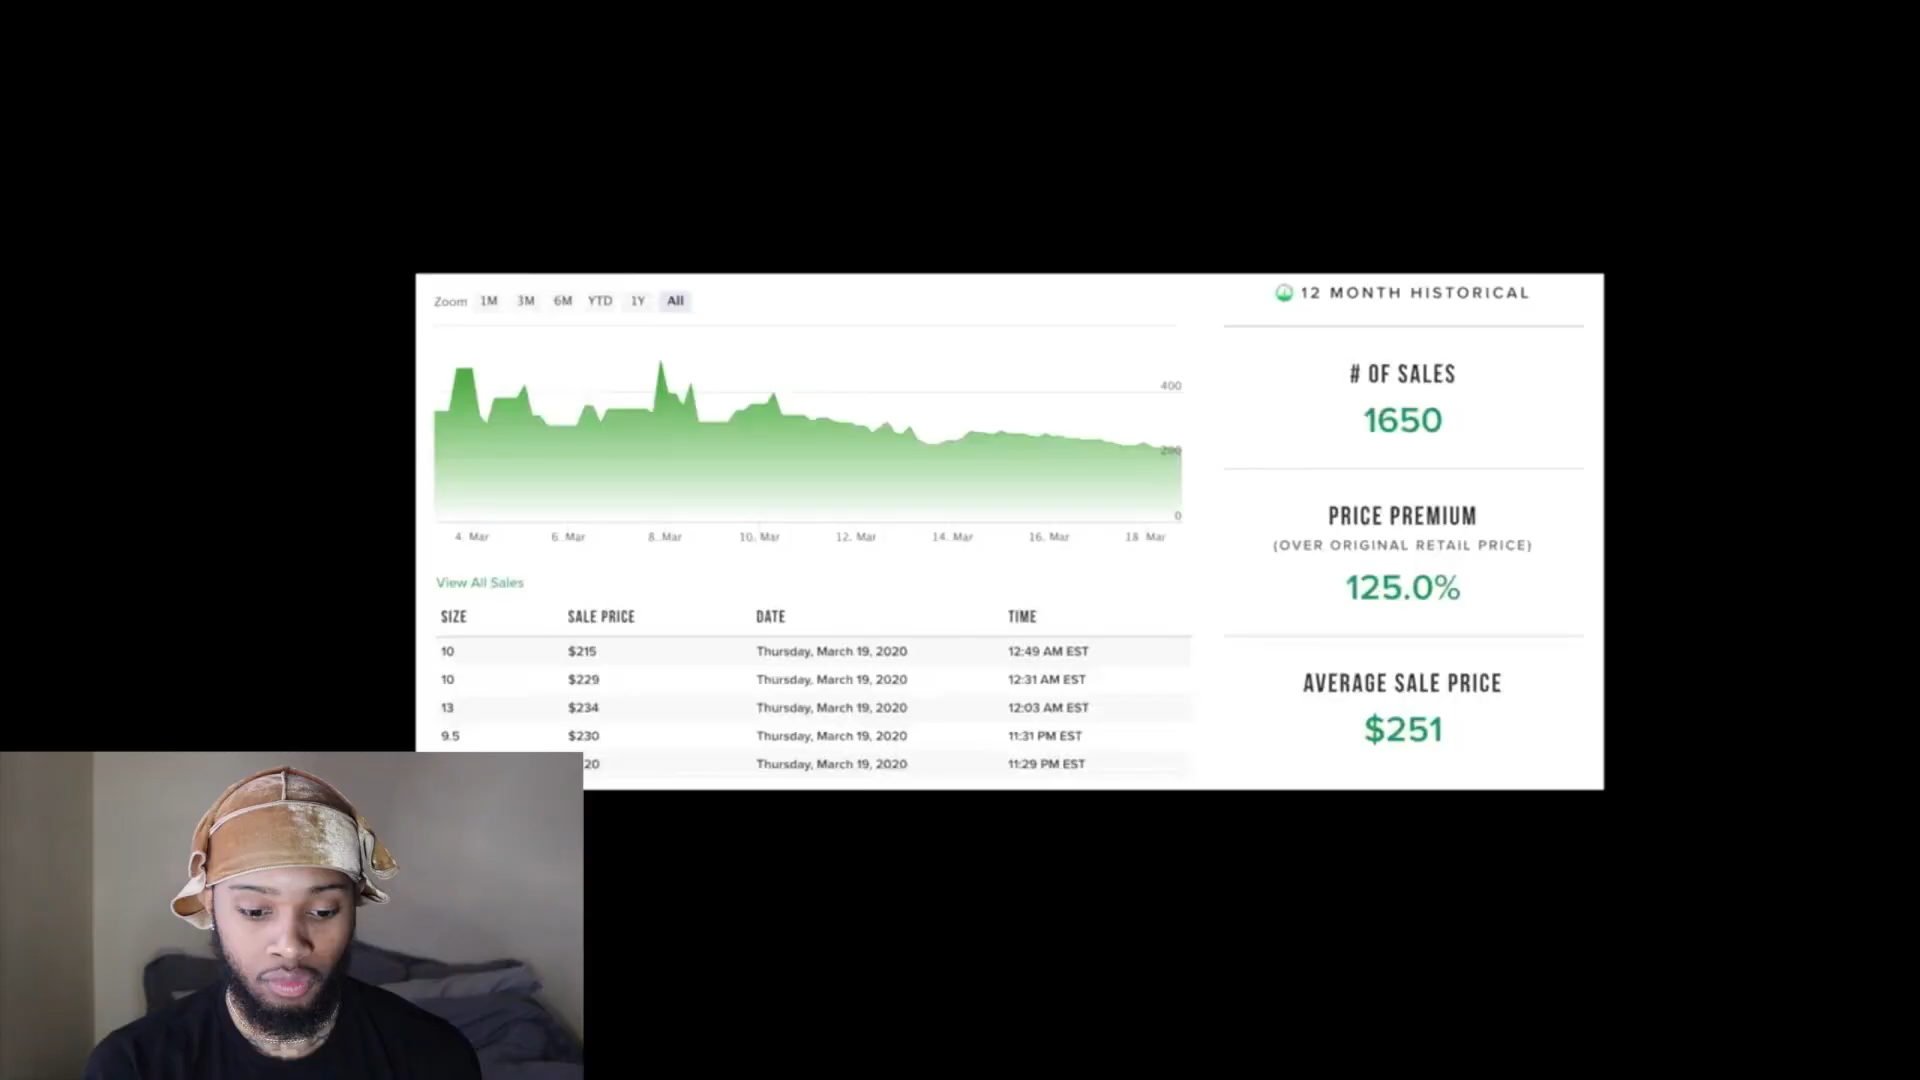 Zoom 1M 3M 6M YTD 1Y All
400
200
0
4. Mar 6. Mar 8. Mar 10. Mar 12. Mar 14. Mar 16. Mar 18 Mar
View All Sales
SIZE SALE PRICE DATE TIME
10 $215 Thursday, March 19, 2020 12:49 AM EST
10 $229 Thursday, March 19, 2020 12:31 AM EST
13 $234 Thursday, March 19, 2020 12:03 AM EST
9.5 $230 Thursday, March 19, 2020 11:31 PM EST
20 Thursday, March 19, 2020 11:29 PM EST
12 MONTH HISTORICAL
# OF SALES
1650
PRICE PREMIUM
(OVER ORIGINAL RETAIL PRICE)
125.0%
AVERAGE SALE PRICE
$251